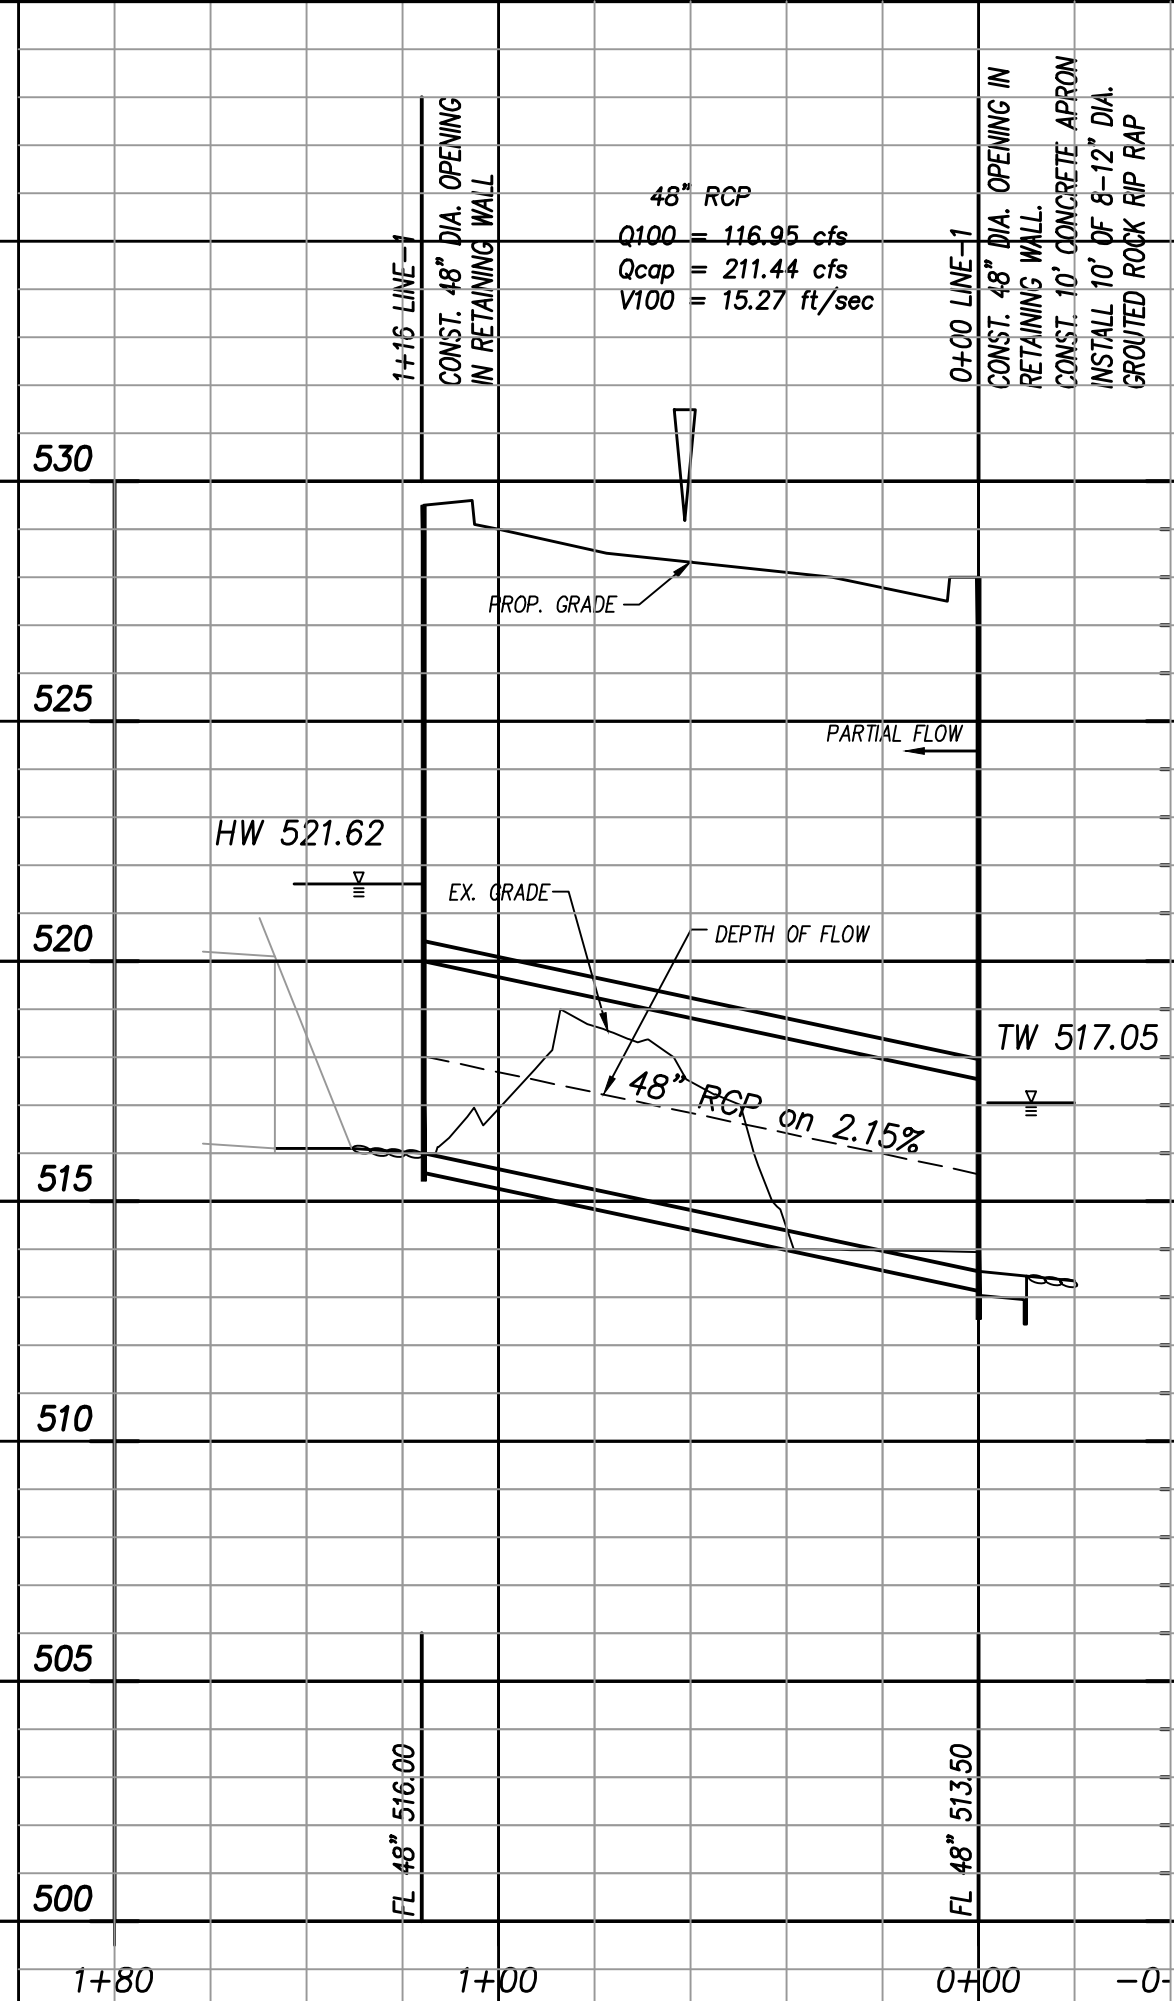 1+16 LINE-1
CONST. 48" DIA. OPENING
IN RETAINING WALL
48" RCP
Q100 = 116.95 cfs
Qcap = 211.44 cfs
V100 = 15.27 ft/sec
0+00 LINE-1
CONST. 48" DIA. OPENING IN
RETAINING WALL.
CONST. 10' CONCRETE APRON
INSTALL 10' OF 8-12" DIA.
GROUTED ROCK RIP RAP
530
PROP. GRADE
525
PARTIAL FLOW
HW 521.62
EX. GRADE
520
DEPTH OF FLOW
TW 517.05
48" RCP on 2.15%
515
510
505
FL 48" 516.00
FL 48" 513.50
500
1+80
1+00
0+00
-0-